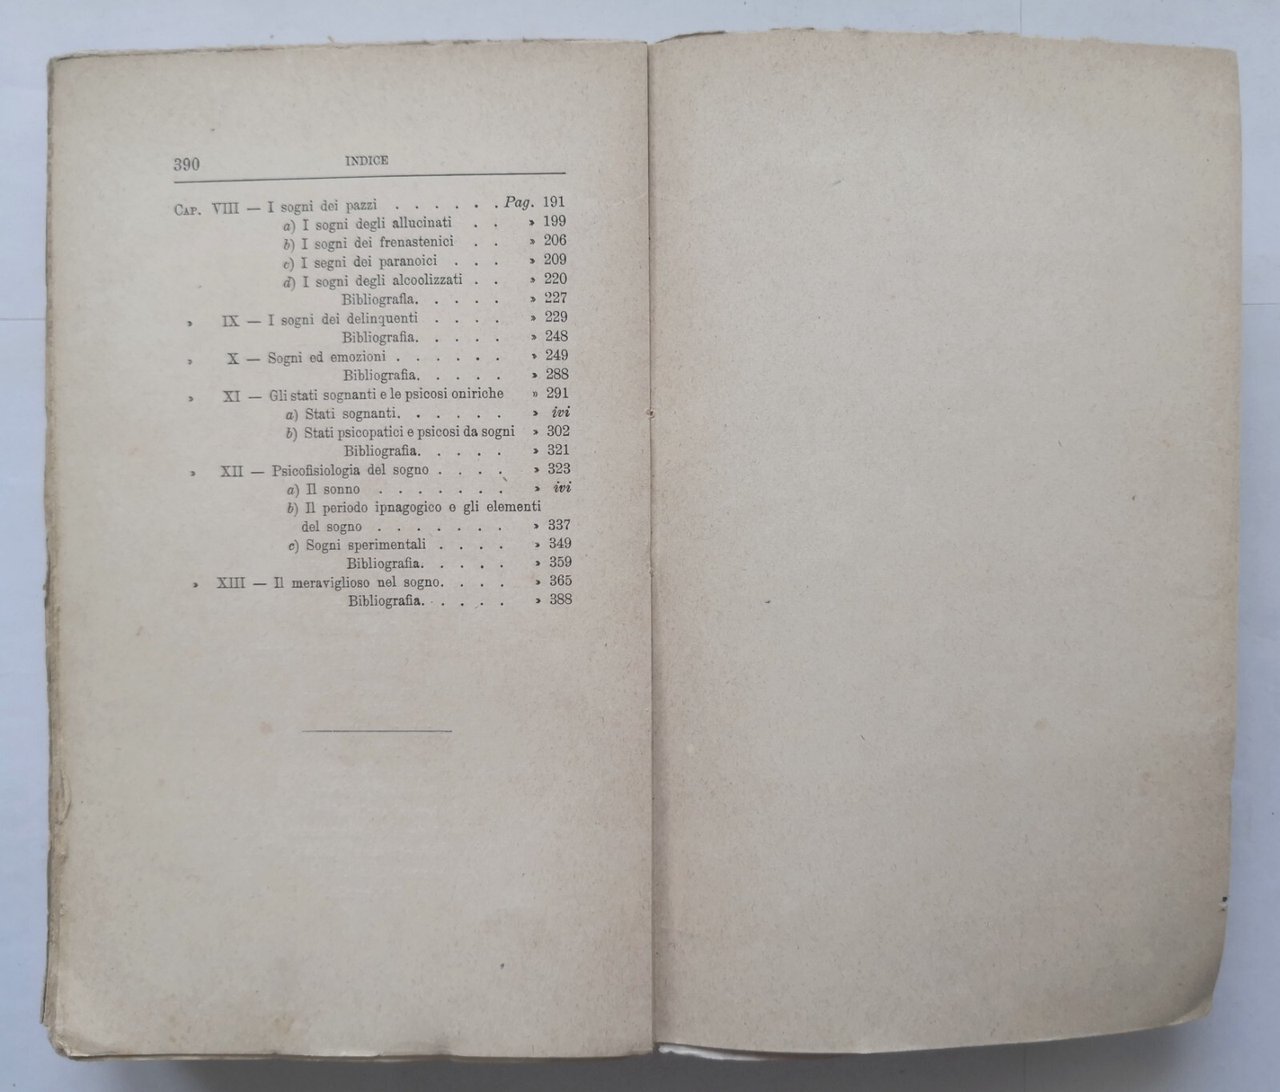 390 INDICE
CAP. VIII — I sogni dei pazzi . . . . . . Pag. 191
a) I sogni degli allucinati . . » 199
b) I sogni dei frenastenici . . » 206
c) I segni dei paranoici . . . » 209
d) I sogni degli alcoolizzati . . » 220
Bibliografia. . . . . » 227
» IX — I sogni dei delinquenti . . . . » 229
Bibliografia. . . . . » 248
» X — Sogni ed emozioni . . . . . . » 249
Bibliografia. . . . . » 288
» XI — Gli stati sognanti e le psicosi oniriche » 291
a) Stati sognanti. . . . . . » ivi
b) Stati psicopatici e psicosi da sogni » 302
Bibliografia. . . . . » 321
» XII — Psicofisiologia del sogno . . . . » 323
a) Il sonno . . . . . . . » ivi
b) Il periodo ipnagogico e gli elementi
del sogno . . . . . . . » 337
c) Sogni sperimentali . . . . » 349
Bibliografia. . . . . » 359
» XIII — Il meraviglioso nel sogno. . . . » 365
Bibliografia. . . . . » 388